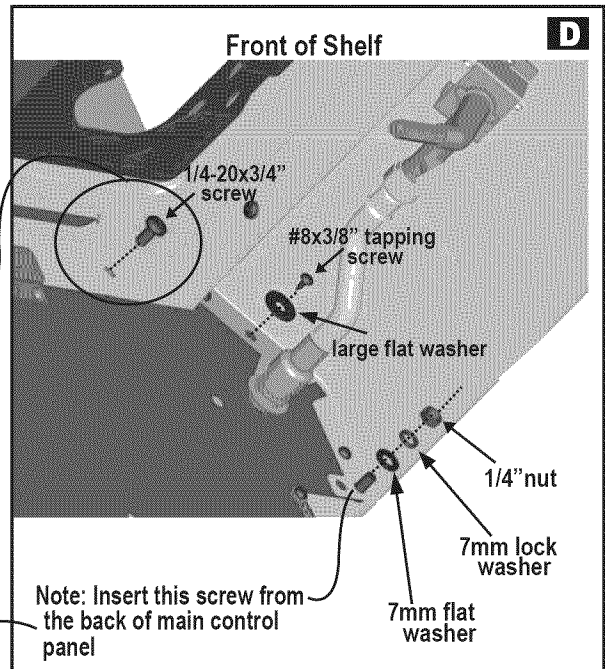 D
Front of Shelf
1/4-20x3/4”
screw
#8x3/8” tapping
screw
large flat washer
1/4”nut
7mm lock
washer
7mm flat
washer
Note: Insert this screw from
the back of main control
panel